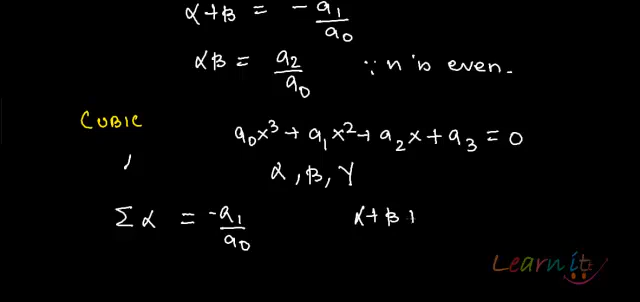 α+β = -a₁/a₀
αβ = a₂/a₀ ∵ n is even.
CUBIC
a₀x³+ a₁x²+ a₂x + a₃ = 0
α, β, γ
Σα = -a₁/a₀ α+β+
Learnit